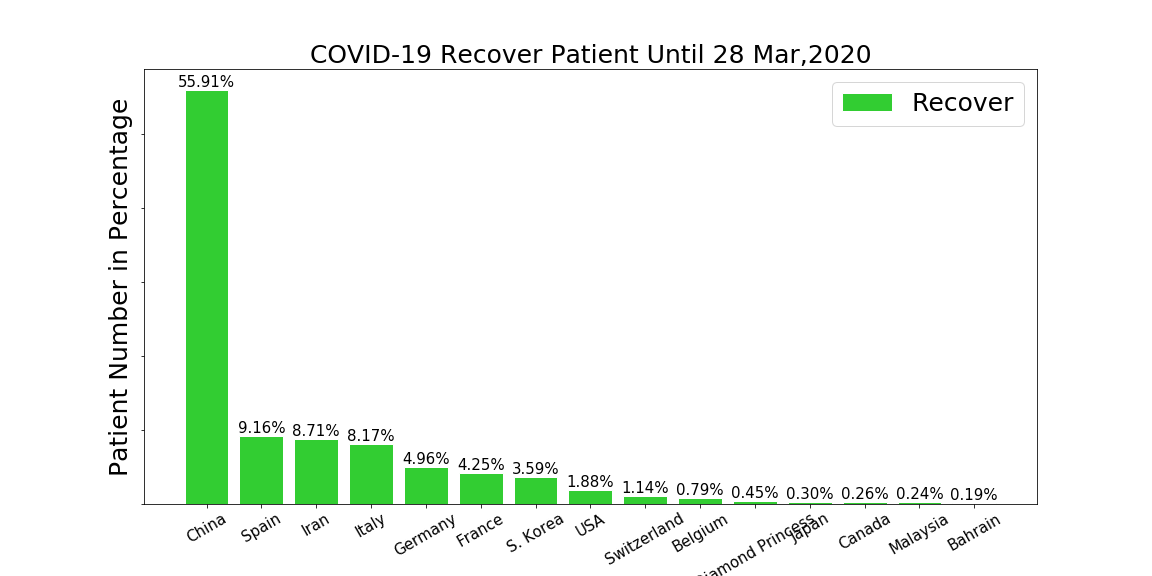 COVID-19 Recover Patient Until 28 Mar,2020
Recover
Patient Number in Percentage
55.91%
9.16%
8.71%
8.17%
4.96%
4.25%
3.59%
1.88%
1.14%
0.79%
0.45%
0.30%
0.26%
0.24%
0.19%
China
Spain
Iran
Italy
Germany
France
S. Korea
USA
Switzerland
Belgium
Diamond Princess
Japan
Canada
Malaysia
Bahrain